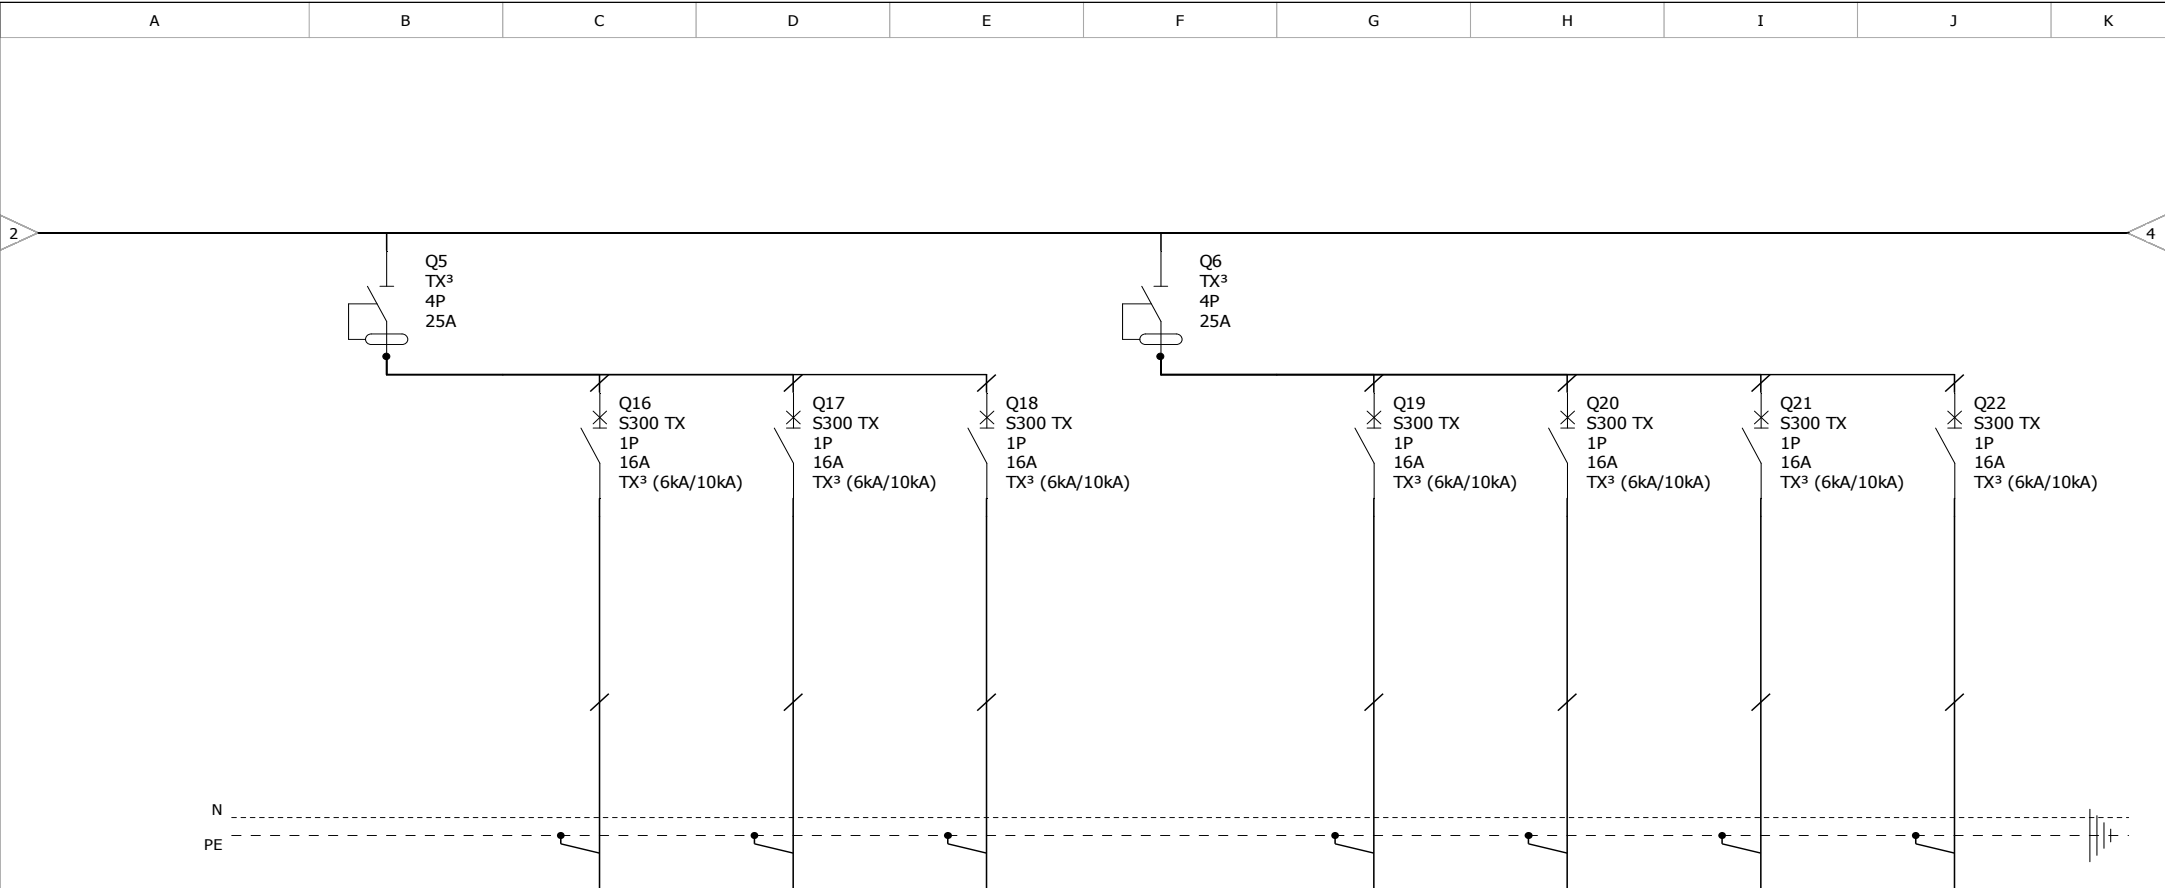 A B C D E F G H I J K
2
4
Q5
TX³
4P
25A
Q6
TX³
4P
25A
Q16
S300 TX
1P
16A
TX³ (6kA/10kA)
Q17
S300 TX
1P
16A
TX³ (6kA/10kA)
Q18
S300 TX
1P
16A
TX³ (6kA/10kA)
Q19
S300 TX
1P
16A
TX³ (6kA/10kA)
Q20
S300 TX
1P
16A
TX³ (6kA/10kA)
Q21
S300 TX
1P
16A
TX³ (6kA/10kA)
Q22
S300 TX
1P
16A
TX³ (6kA/10kA)
N
PE